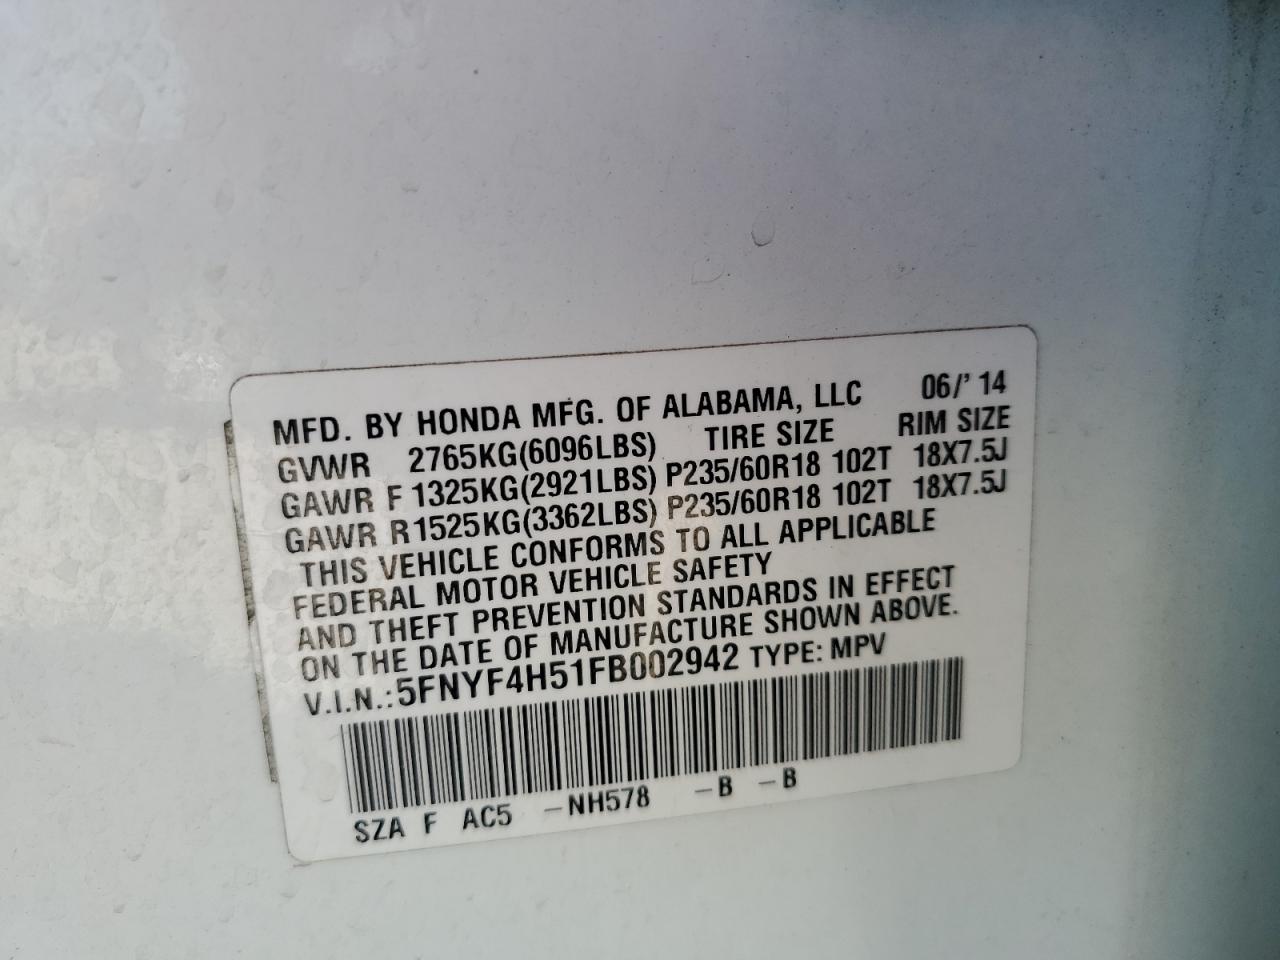 MFD. BY HONDA MFG. OF ALABAMA, LLC 06/'14
GVWR 2765KG(6096LBS) TIRE SIZE RIM SIZE
GAWR F 1325KG(2921LBS) P235/60R18 102T 18X7.5J
GAWR R 1525KG(3362LBS) P235/60R18 102T 18X7.5J
THIS VEHICLE CONFORMS TO ALL APPLICABLE
FEDERAL MOTOR VEHICLE SAFETY
AND THEFT PREVENTION STANDARDS IN EFFECT
ON THE DATE OF MANUFACTURE SHOWN ABOVE.
V.I.N.: 5FNYF4H51FB002942 TYPE: MPV
SZA F AC5 -NH578 -B -B